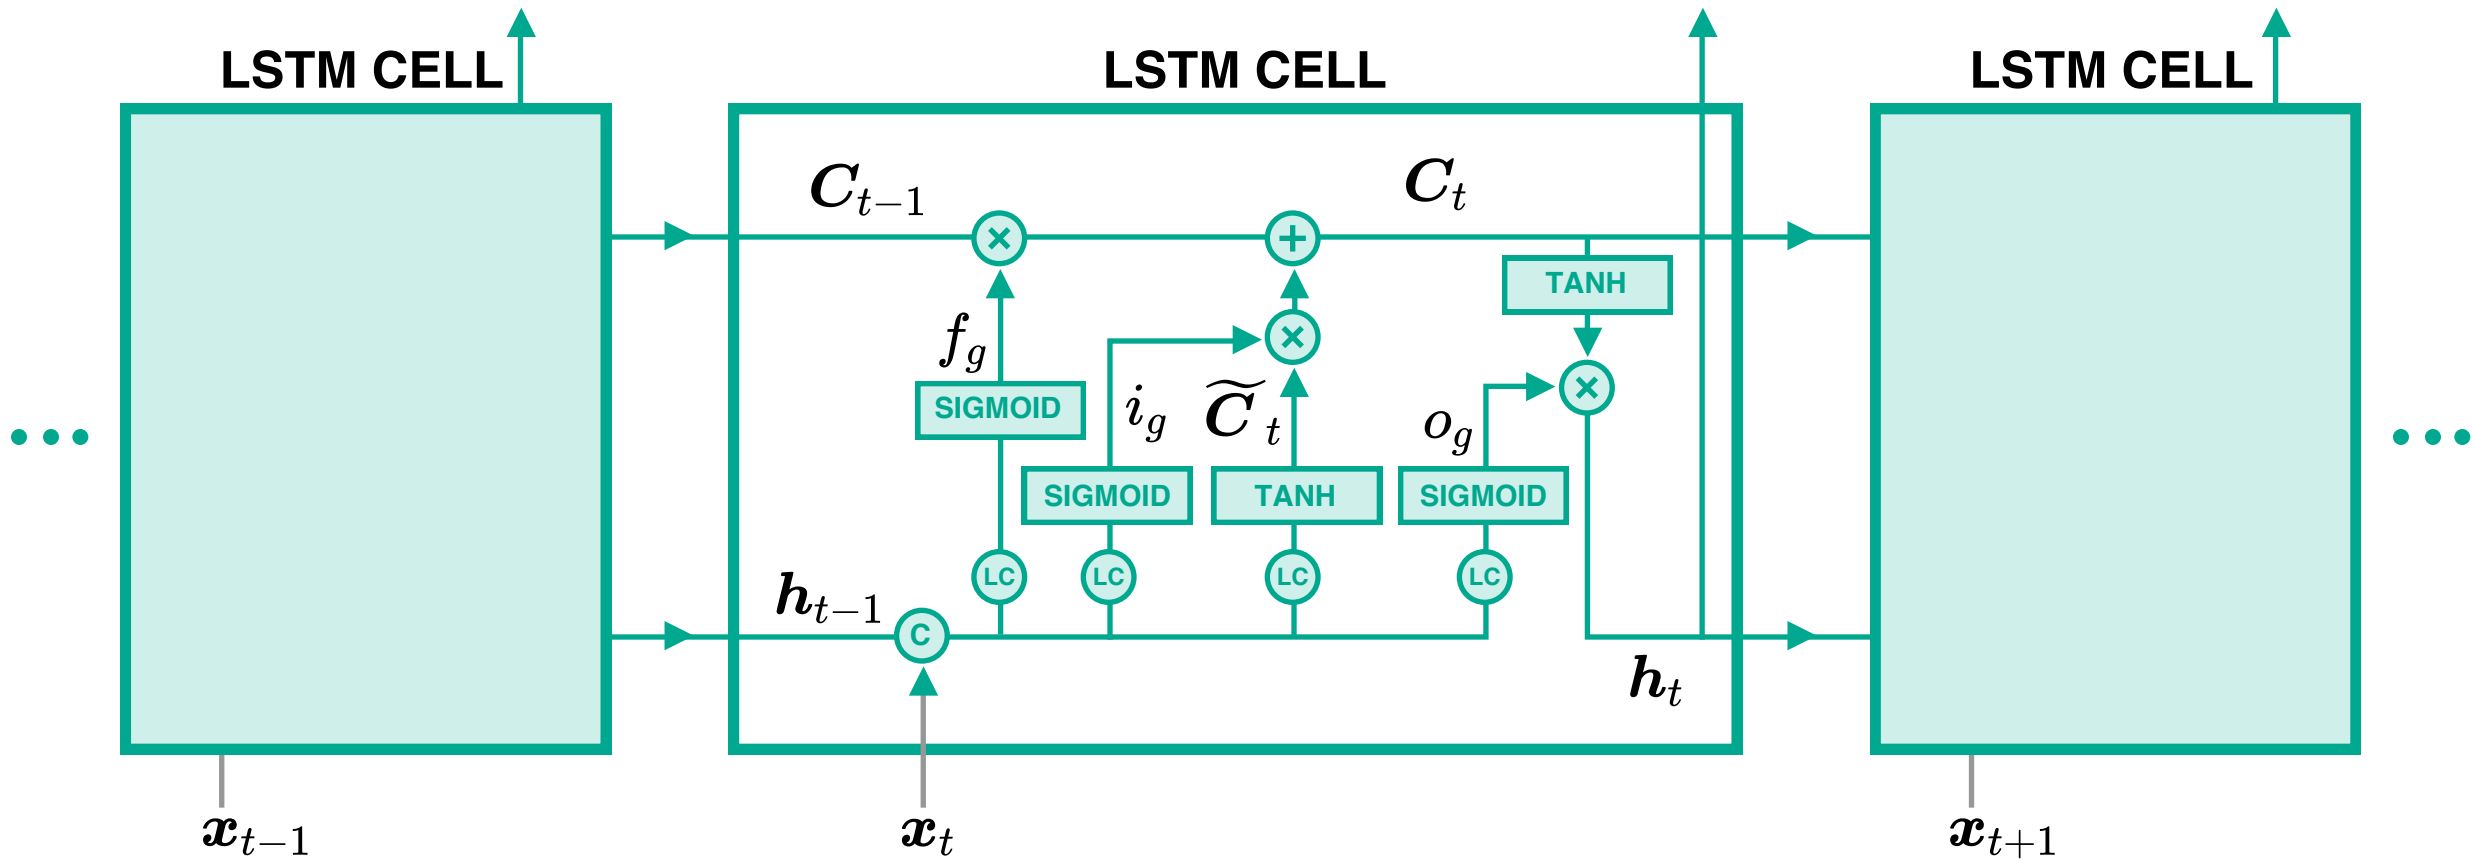 LSTM CELL LSTM CELL LSTM CELL
C_{t-1} C_t
× +
TANH
f_g ×
SIGMOID i_g \widetilde{C}_t o_g ×
SIGMOID TANH SIGMOID
LC LC LC LC
h_{t-1} C
h_t
x_{t-1} x_t x_{t+1}